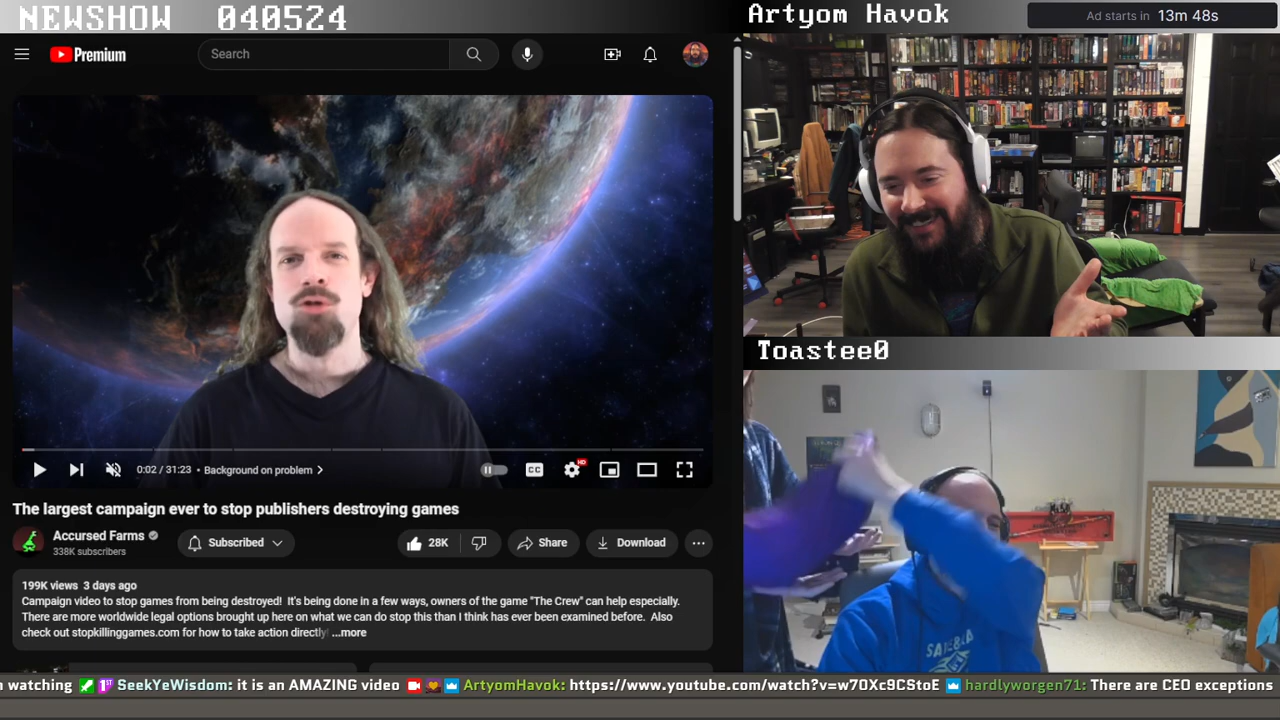 NEWSHOW 040524
Artyom Havok
Ad starts in 13m 48s
Premium
Search
Toastee0
0:02 / 31:23 • Background on problem
CC
HD
The largest campaign ever to stop publishers destroying games
Accursed Farms
338K subscribers
Subscribed
28K
Share
Download
199K views 3 days ago
Campaign video to stop games from being destroyed! It's being done in a few ways, owners of the game "The Crew" can help especially.
There are more worldwide legal options brought up here on what we can do stop this than I think has ever been examined before. Also
check out stopkillinggames.com for how to take action directly! ...more
watching SeekYeWisdom: it is an AMAZING video ArtyomHavok: https://www.youtube.com/watch?v=w70Xc9CStoE hardlyworgen71: There are CEO exceptions